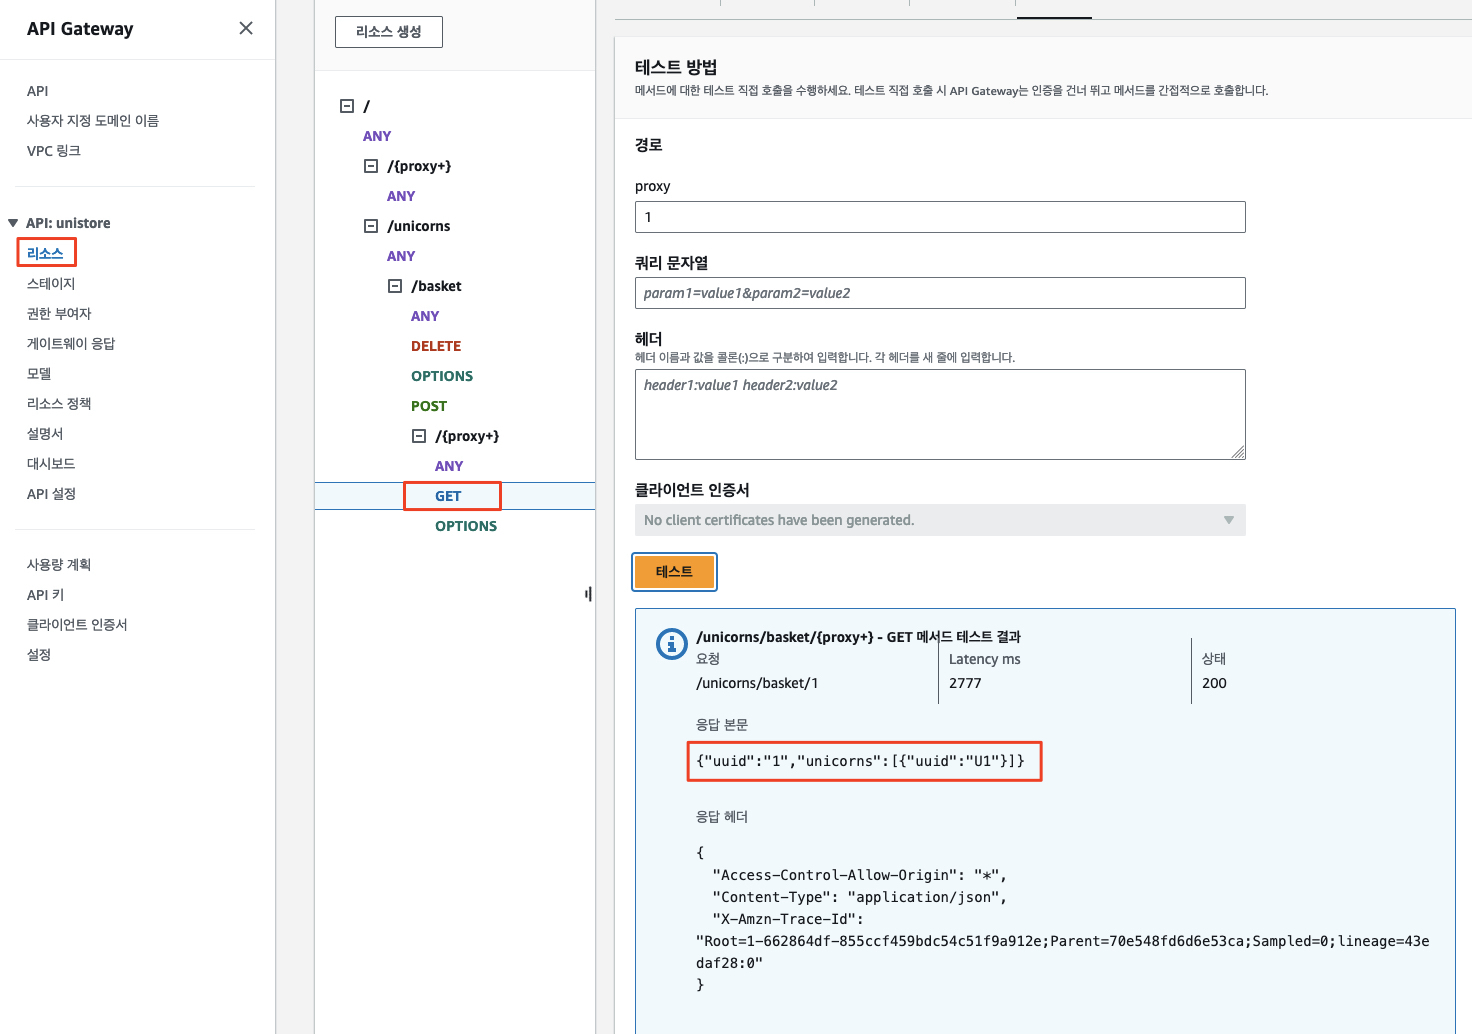 API Gateway
API
사용자 지정 도메인 이름
VPC 링크
API: unistore
리소스
스테이지
권한 부여자
게이트웨이 응답
모델
리소스 정책
설명서
대시보드
API 설정
사용량 계획
API 키
클라이언트 인증서
설정
리소스 생성
/
ANY
/{proxy+}
ANY
/unicorns
ANY
/basket
ANY
DELETE
OPTIONS
POST
/{proxy+}
ANY
GET
OPTIONS
테스트 방법
메서드에 대한 테스트 직접 호출을 수행하세요. 테스트 직접 호출 시 API Gateway는 인증을 건너 뛰고 메서드를 간접적으로 호출합니다.
경로
proxy
1
쿼리 문자열
param1=value1&param2=value2
헤더
헤더 이름과 값을 콜론(:)으로 구분하여 입력합니다. 각 헤더를 새 줄에 입력합니다.
header1:value1 header2:value2
클라이언트 인증서
No client certificates have been generated.
테스트
/unicorns/basket/{proxy+} - GET 메서드 테스트 결과
요청
/unicorns/basket/1
Latency ms
2777
상태
200
응답 본문
{"uuid":"1","unicorns":[{"uuid":"U1"}]}
응답 헤더
{
"Access-Control-Allow-Origin": "*",
"Content-Type": "application/json",
"X-Amzn-Trace-Id":
"Root=1-662864df-855ccf459bdc54c51f9a912e;Parent=70e548fd6d6e53ca;Sampled=0;lineage=43e
daf28:0"
}